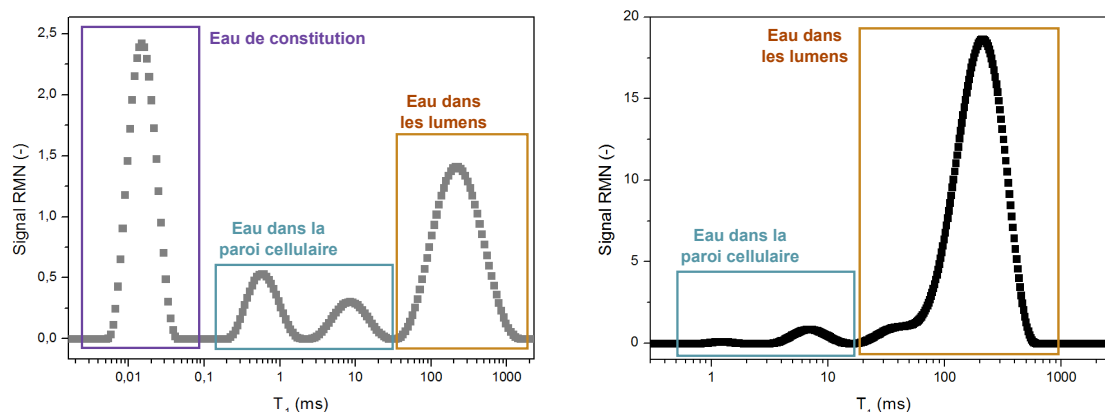 Eau de constitution
Eau dans
les lumens
Eau dans la
paroi cellulaire
2,5
2,0
1,5
1,0
0,5
0,0
Signal RMN (-)
0,01
0,1
1
10
100
1000
T1 (ms)
Eau dans
les lumens
Eau dans la
paroi cellulaire
20
15
10
5
0
Signal RMN (-)
1
10
100
1000
(ms)